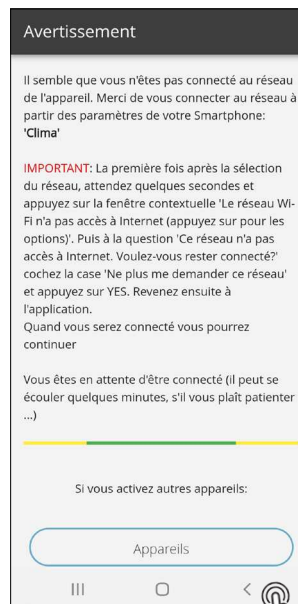 Avertissement
Il semble que vous n'êtes pas connecté au réseau
de l'appareil. Merci de vous connecter au réseau à
partir des paramètres de votre Smartphone:
'Clima'
IMPORTANT: La première fois après la sélection
du réseau, attendez quelques secondes et
appuyez sur la fenêtre contextuelle 'Le réseau Wi-
Fi n'a pas accès à Internet (appuyez sur pour les
options)'. Puis à la question 'Ce réseau n'a pas
accès à Internet. Voulez-vous rester connecté?'
cochez la case 'Ne plus me demander ce réseau'
et appuyez sur YES. Revenez ensuite à
l'application.
Quand vous serez connecté vous pourrez
continuer
Vous êtes en attente d'être connecté (il peut se
écouler quelques minutes, s'il vous plaît patienter
...)
Si vous activez autres appareils:
Appareils